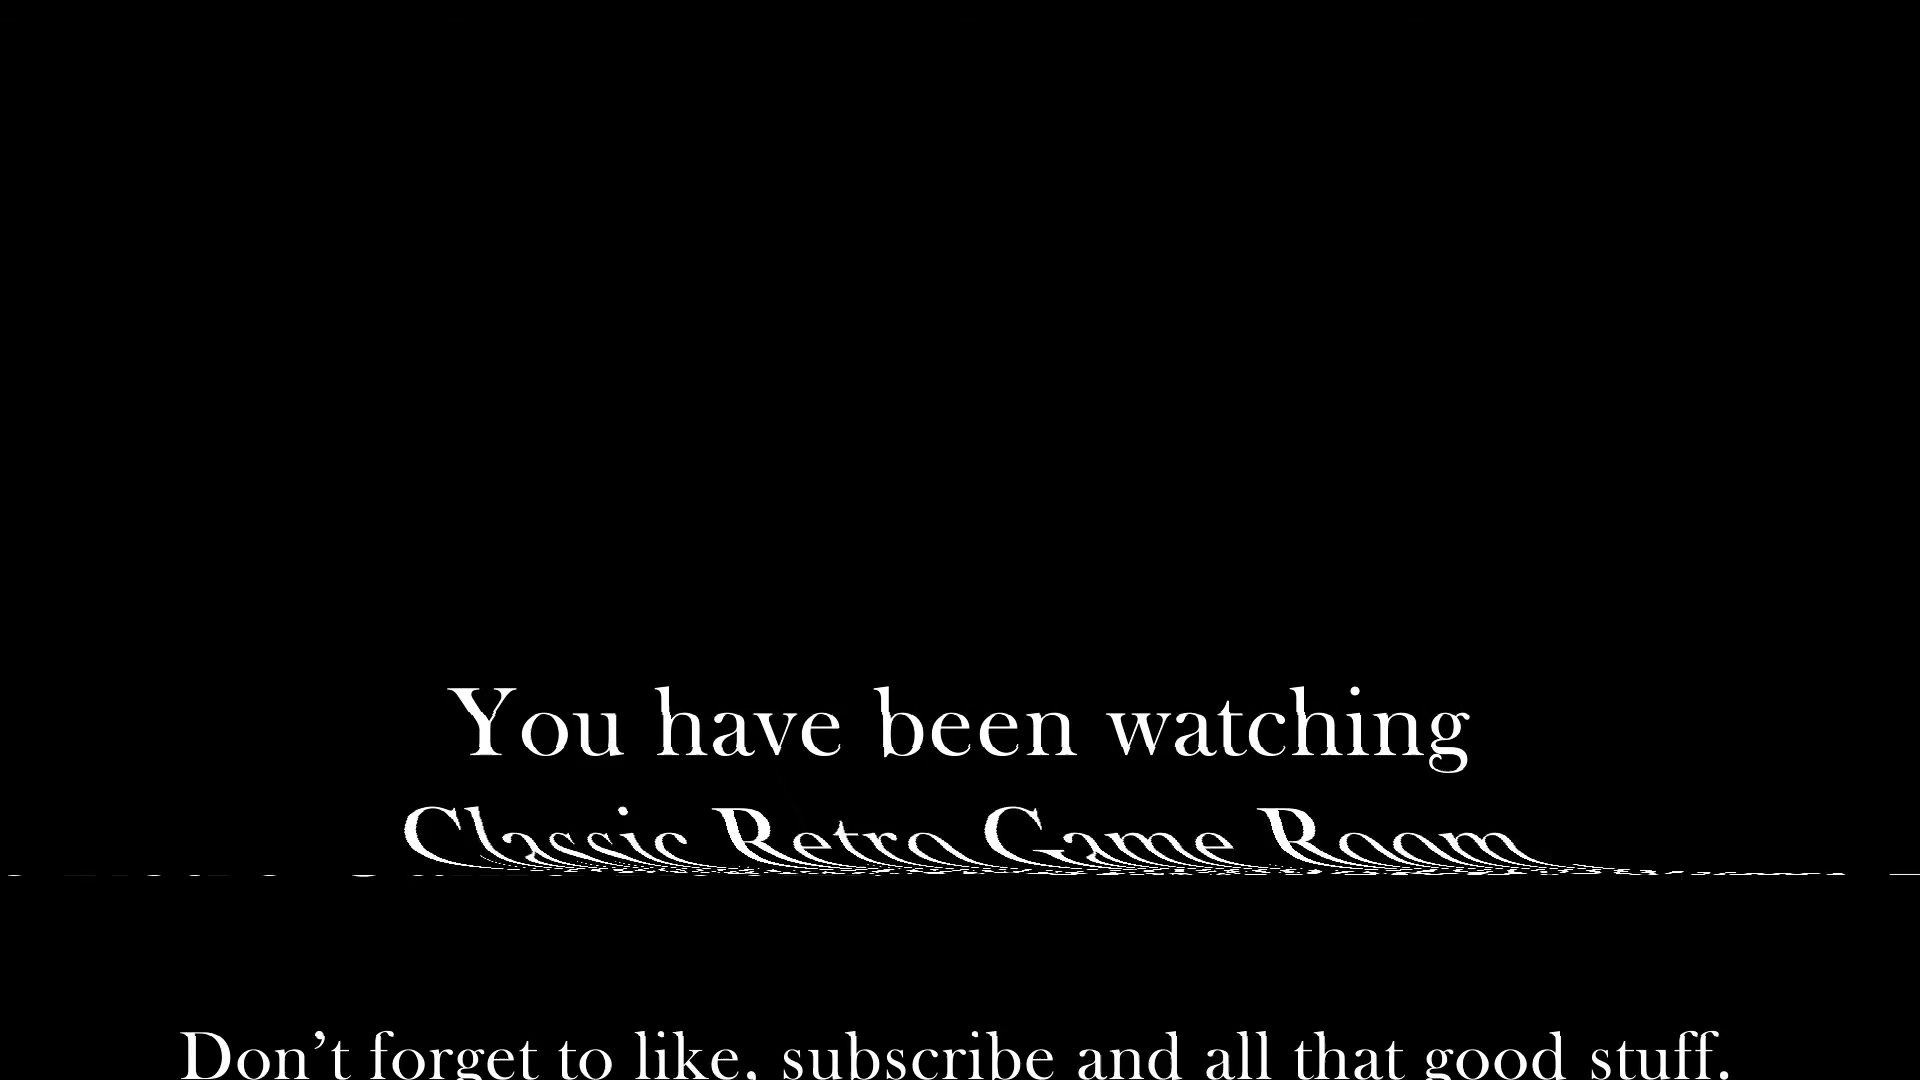 You have been watching
Classic Retro Game Room
Don’t forget to like, subscribe and all that good stuff.